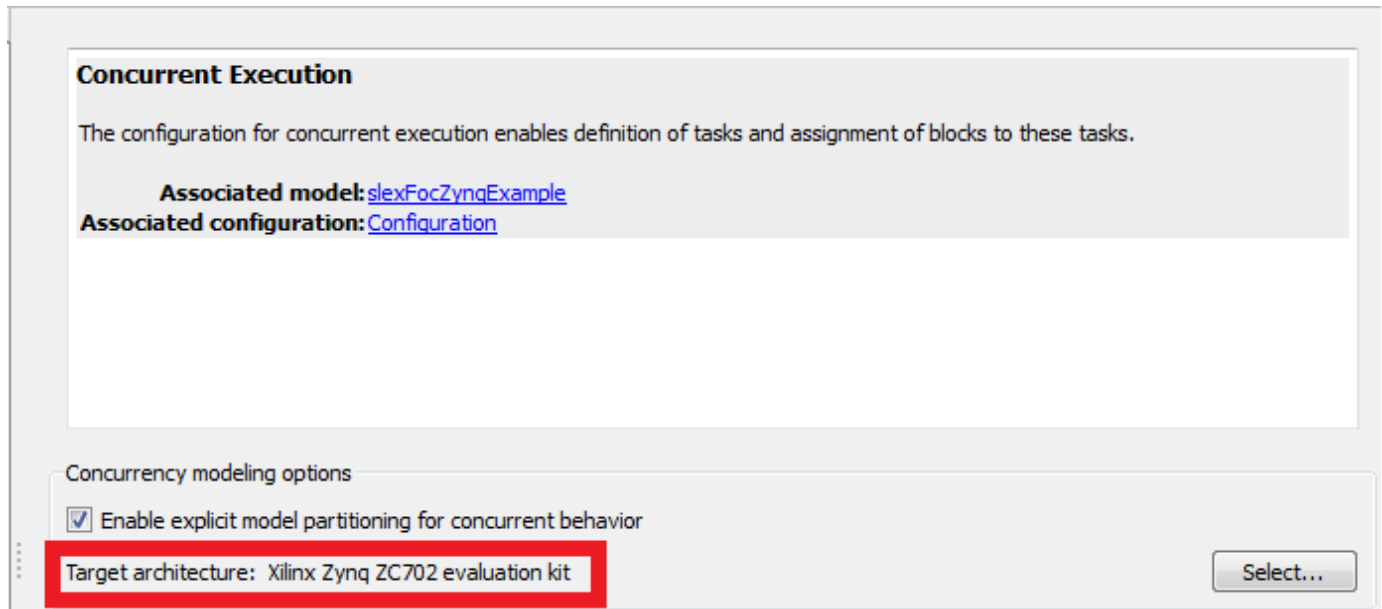 Concurrent Execution
The configuration for concurrent execution enables definition of tasks and assignment of blocks to these tasks.
Associated model: slexFocZynqExample
Associated configuration: Configuration
Concurrency modeling options
Enable explicit model partitioning for concurrent behavior
Target architecture: Xilinx Zynq ZC702 evaluation kit
Select...